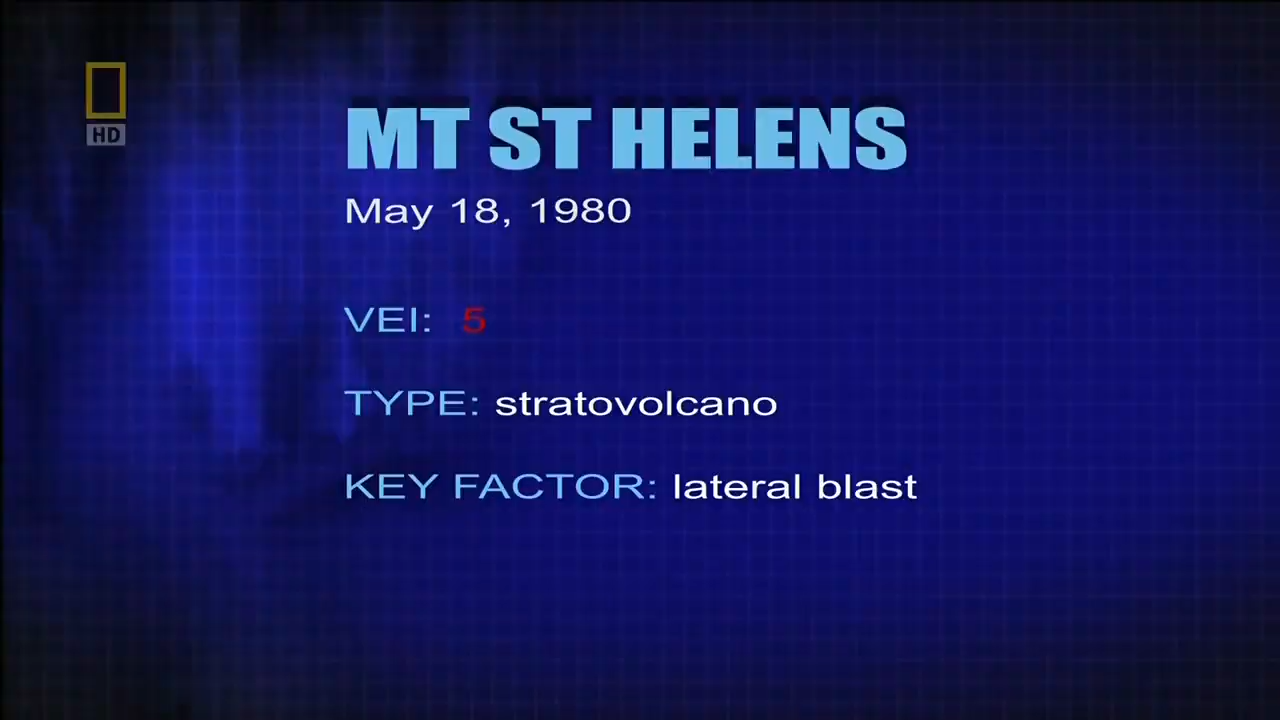 HD
MT ST HELENS
May 18, 1980
VEI: 5
TYPE: stratovolcano
KEY FACTOR: lateral blast